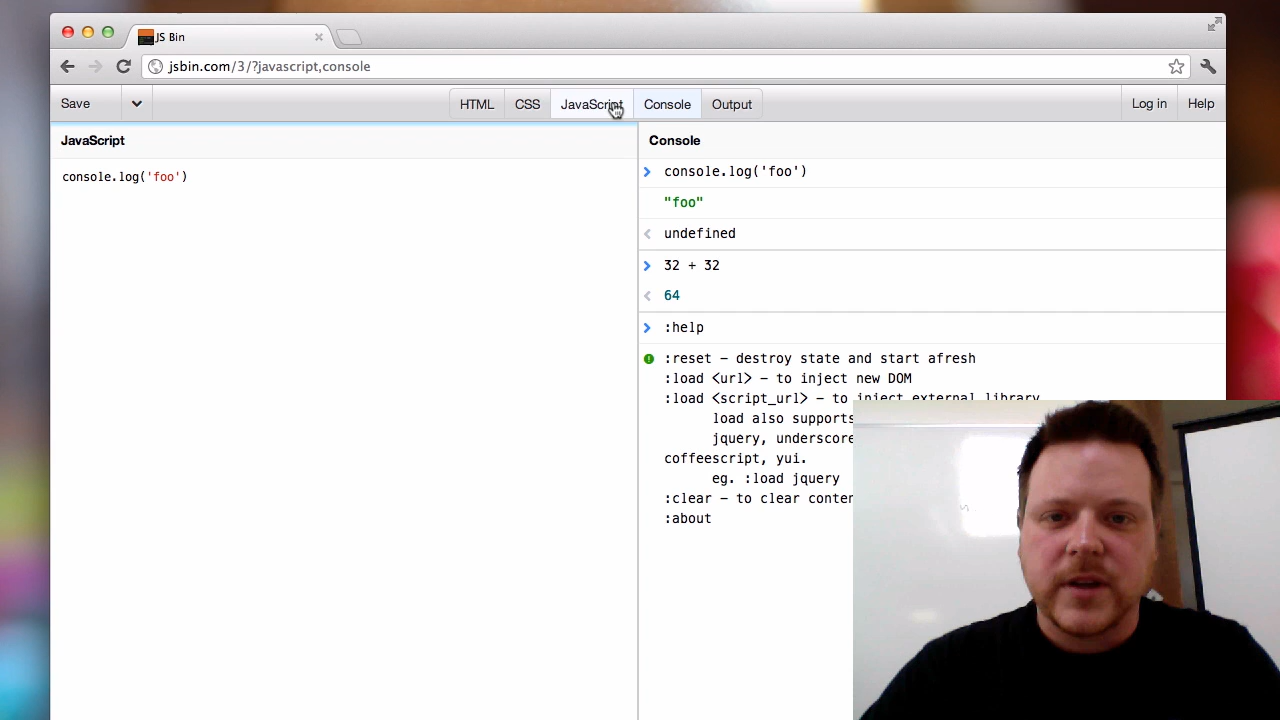 JS Bin
jsbin.com/3/?javascript,console
Save
HTML CSS JavaScript Console Output
Log in Help
JavaScript
console.log('foo')
Console
console.log('foo')
"foo"
undefined
32 + 32
64
:help
:reset – destroy state and start afresh
:load <url> – to inject new DOM
:load <script_url> – to inject external library
load also supports
jquery, underscore
coffeescript, yui.
eg. :load jquery
:clear – to clear
:about